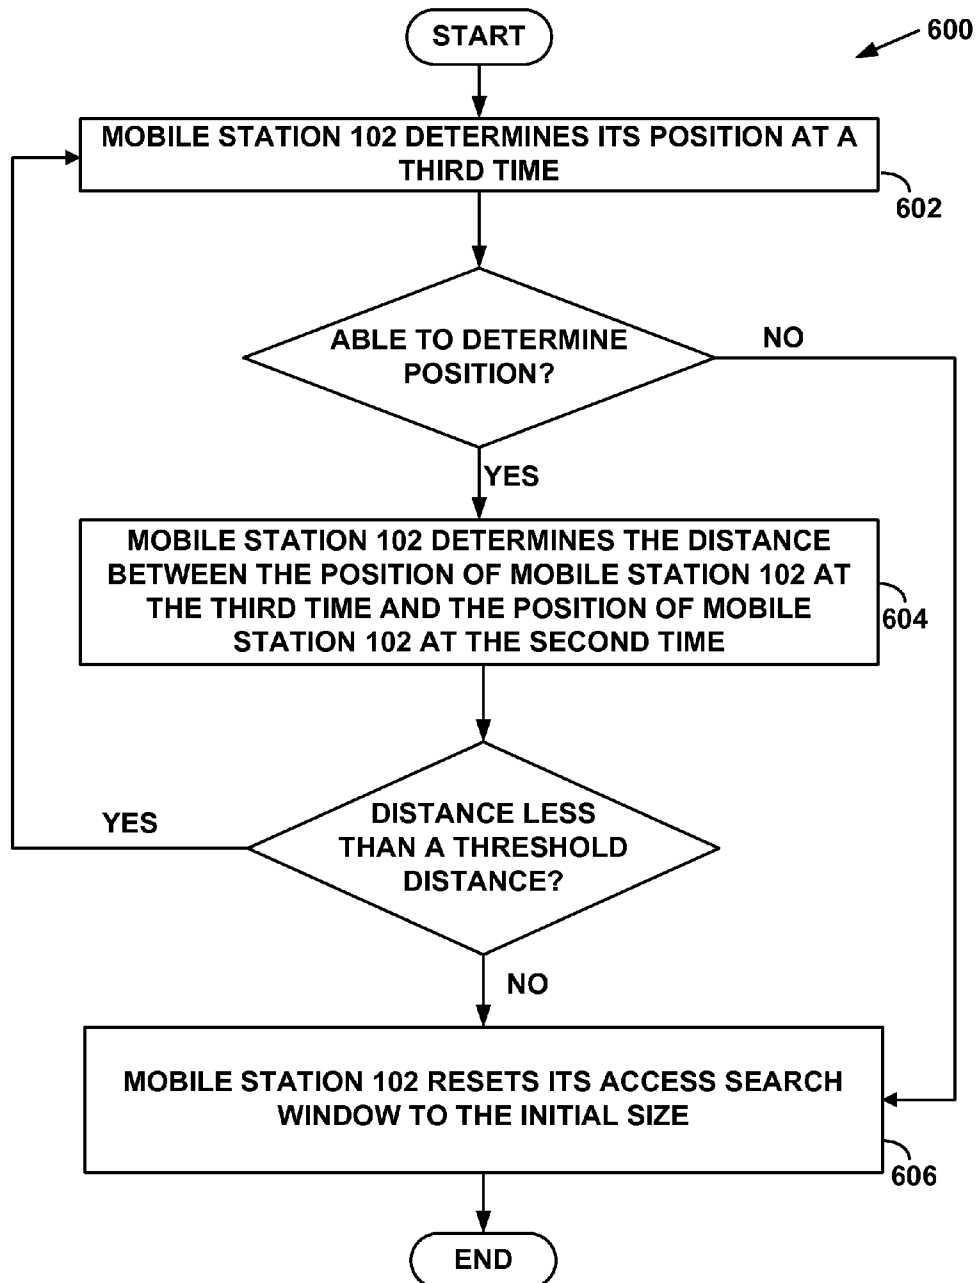 START
600
MOBILE STATION 102 DETERMINES ITS POSITION AT A
THIRD TIME
602
ABLE TO DETERMINE
POSITION?
NO
YES
MOBILE STATION 102 DETERMINES THE DISTANCE
BETWEEN THE POSITION OF MOBILE STATION 102 AT
THE THIRD TIME AND THE POSITION OF MOBILE
STATION 102 AT THE SECOND TIME
604
YES
DISTANCE LESS
THAN A THRESHOLD
DISTANCE?
NO
MOBILE STATION 102 RESETS ITS ACCESS SEARCH
WINDOW TO THE INITIAL SIZE
606
END